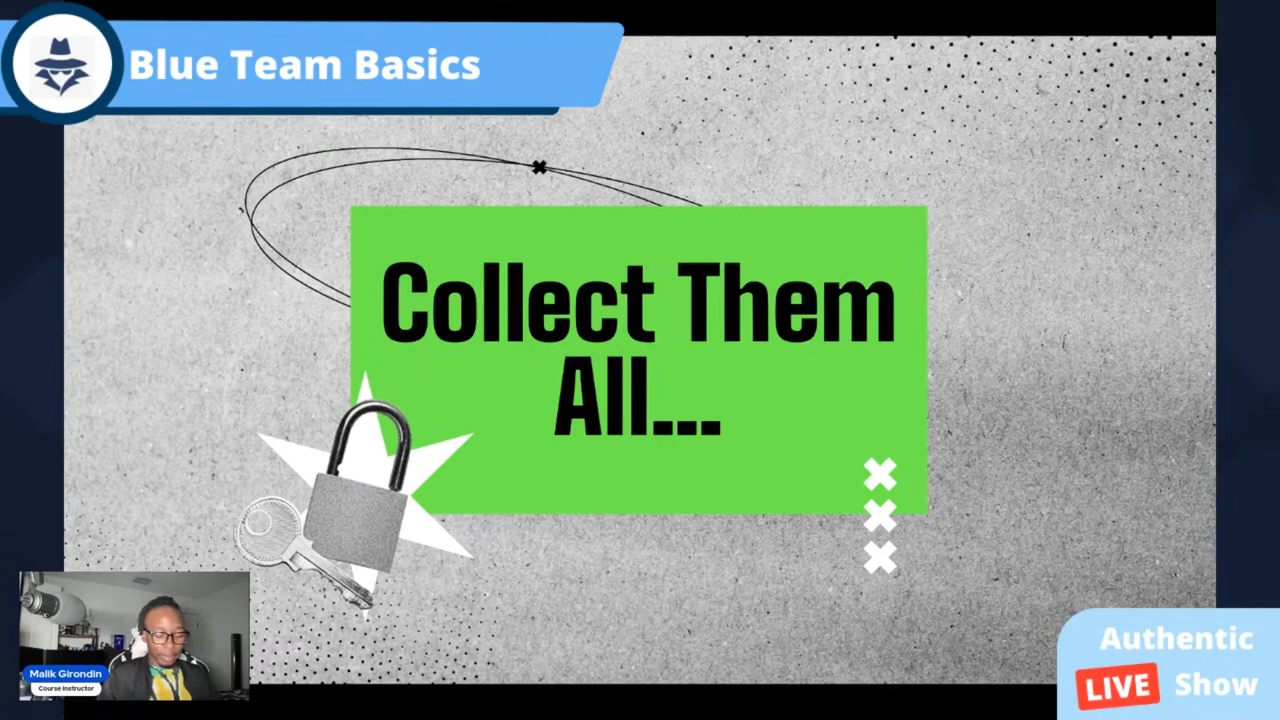 Blue Team Basics
Collect Them
All...
Malik Girondin
Course Instructor
Authentic
LIVE Show